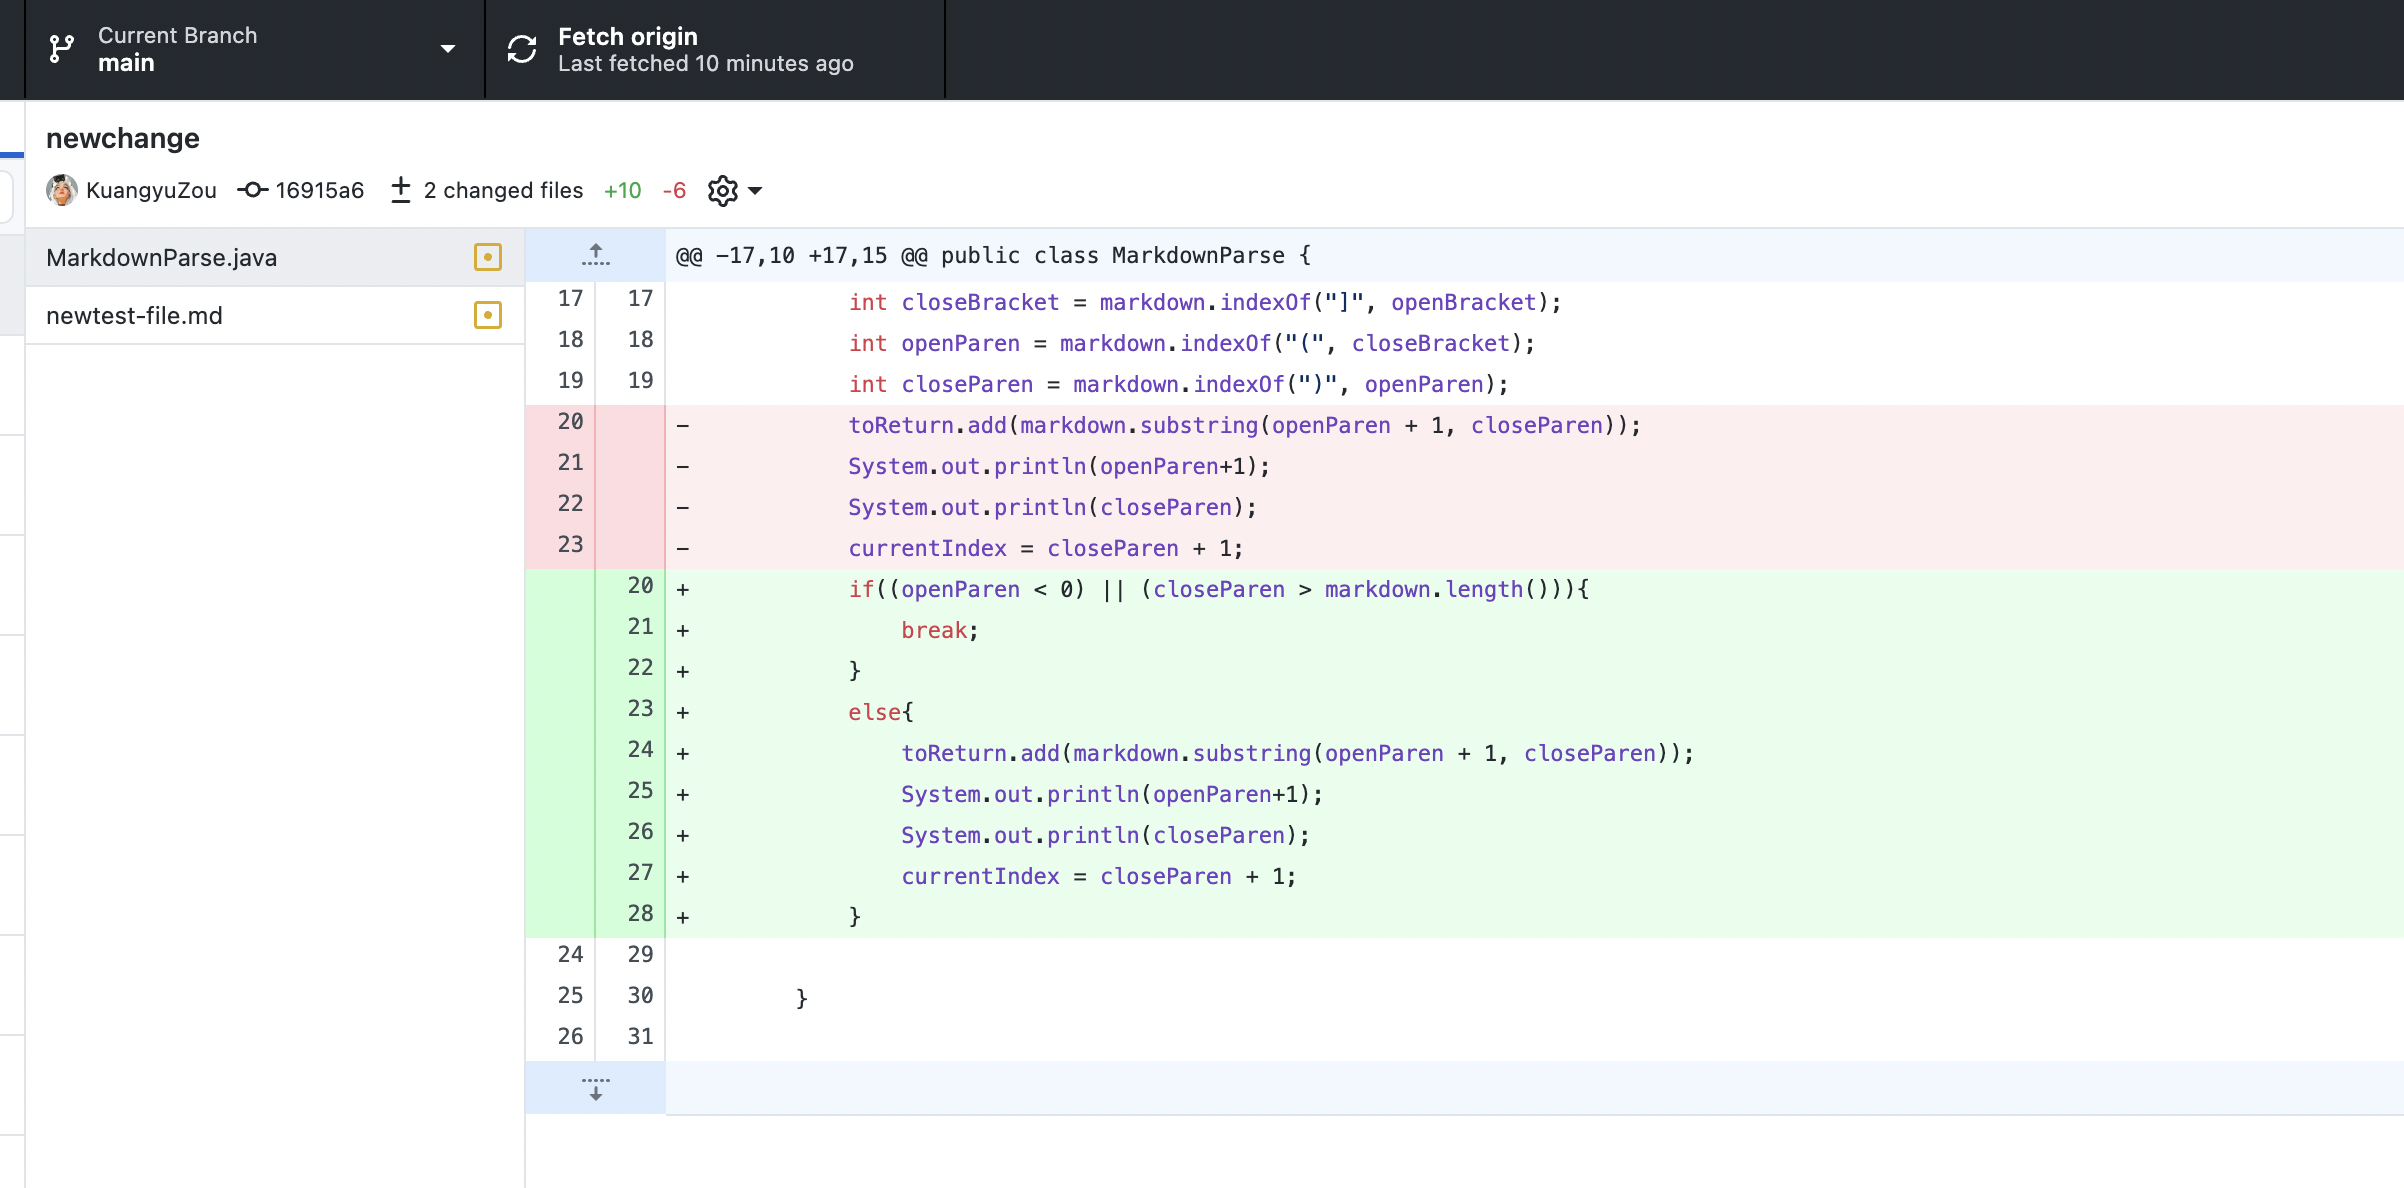 Current Branch
main
Fetch origin
Last fetched 10 minutes ago
newchange
KuangyuZou 16915a6 2 changed files +10 -6
MarkdownParse.java
newtest-file.md
@@ -17,10 +17,15 @@ public class MarkdownParse {
17 17 int closeBracket = markdown.indexOf("]", openBracket);
18 18 int openParen = markdown.indexOf("(", closeBracket);
19 19 int closeParen = markdown.indexOf(")", openParen);
20 - toReturn.add(markdown.substring(openParen + 1, closeParen));
21 - System.out.println(openParen+1);
22 - System.out.println(closeParen);
23 - currentIndex = closeParen + 1;
20 + if((openParen < 0) || (closeParen > markdown.length())){
21 + break;
22 + }
23 + else{
24 + toReturn.add(markdown.substring(openParen + 1, closeParen));
25 + System.out.println(openParen+1);
26 + System.out.println(closeParen);
27 + currentIndex = closeParen + 1;
28 + }
24 29
25 30 }
26 31